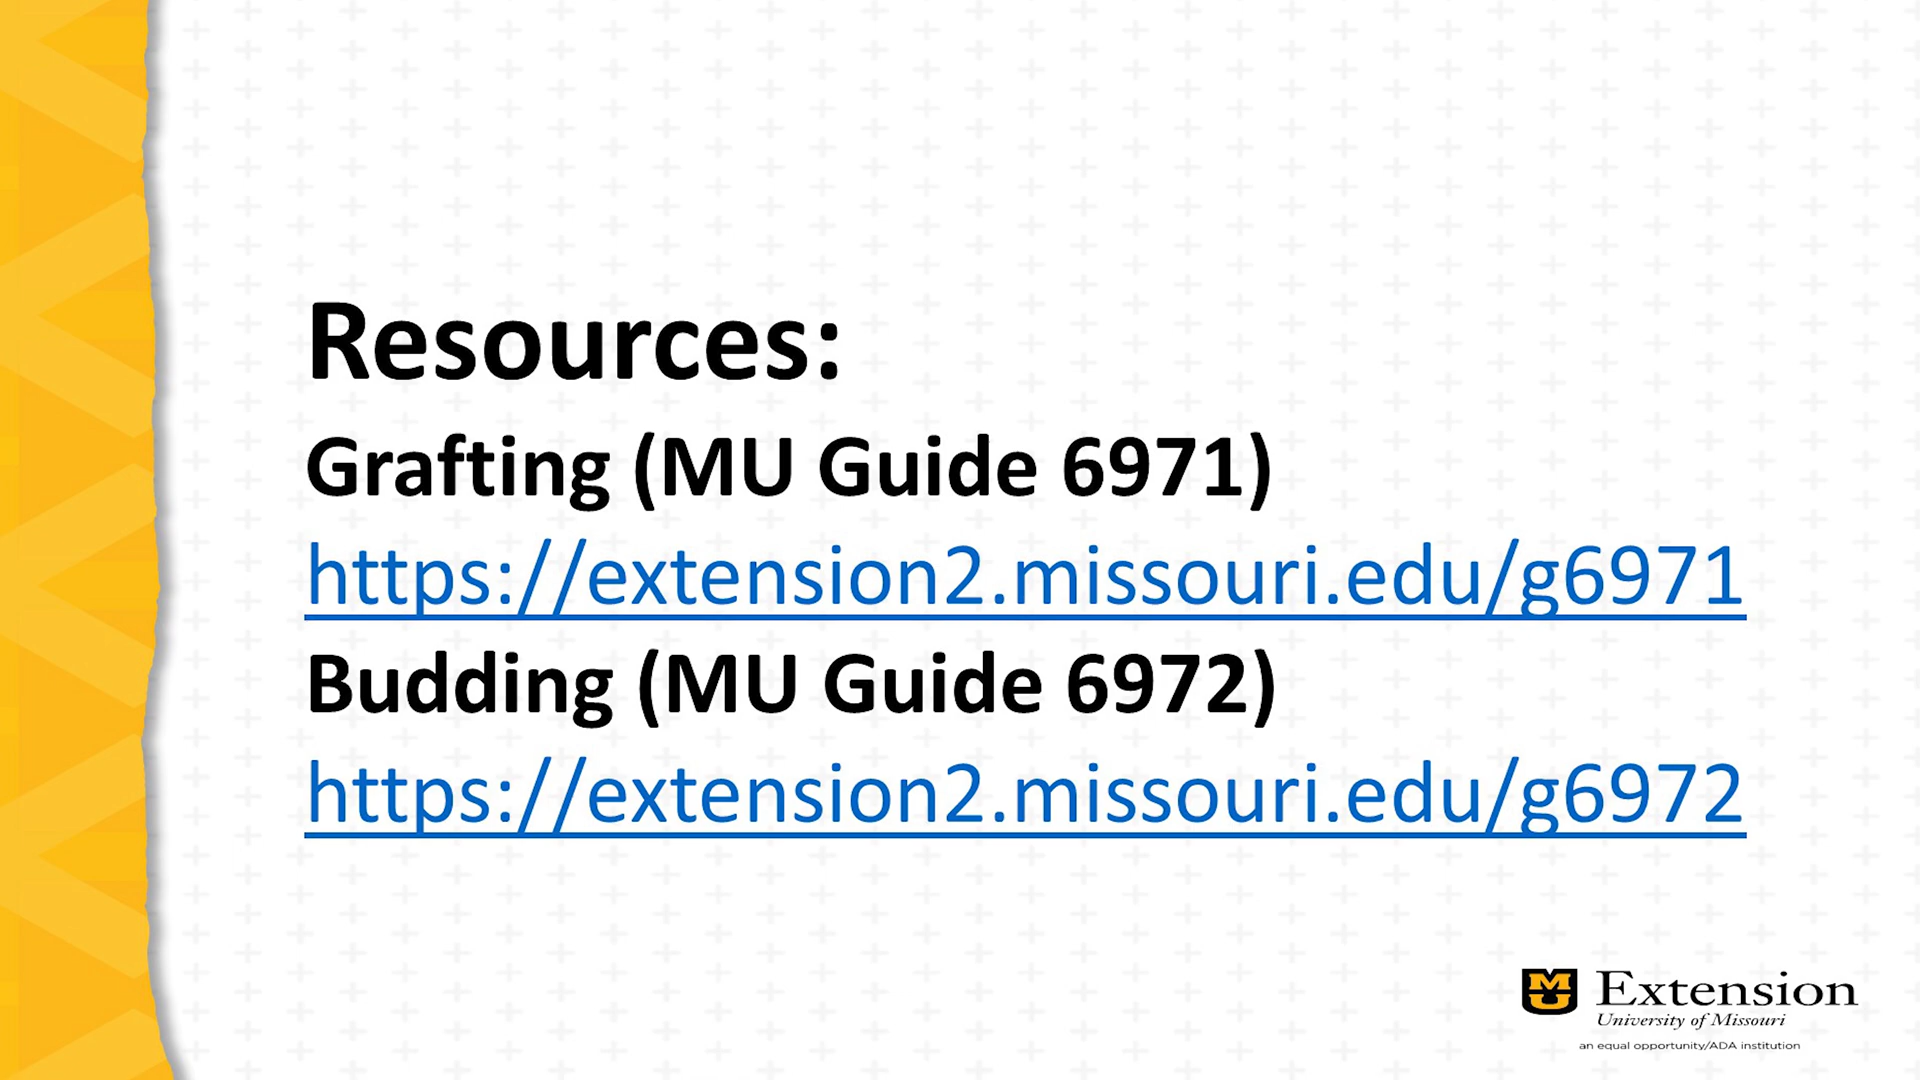 Resources:
Grafting (MU Guide 6971)
https://extension2.missouri.edu/g6971
Budding (MU Guide 6972)
https://extension2.missouri.edu/g6972
MU Extension
University of Missouri
an equal opportunity/ADA institution